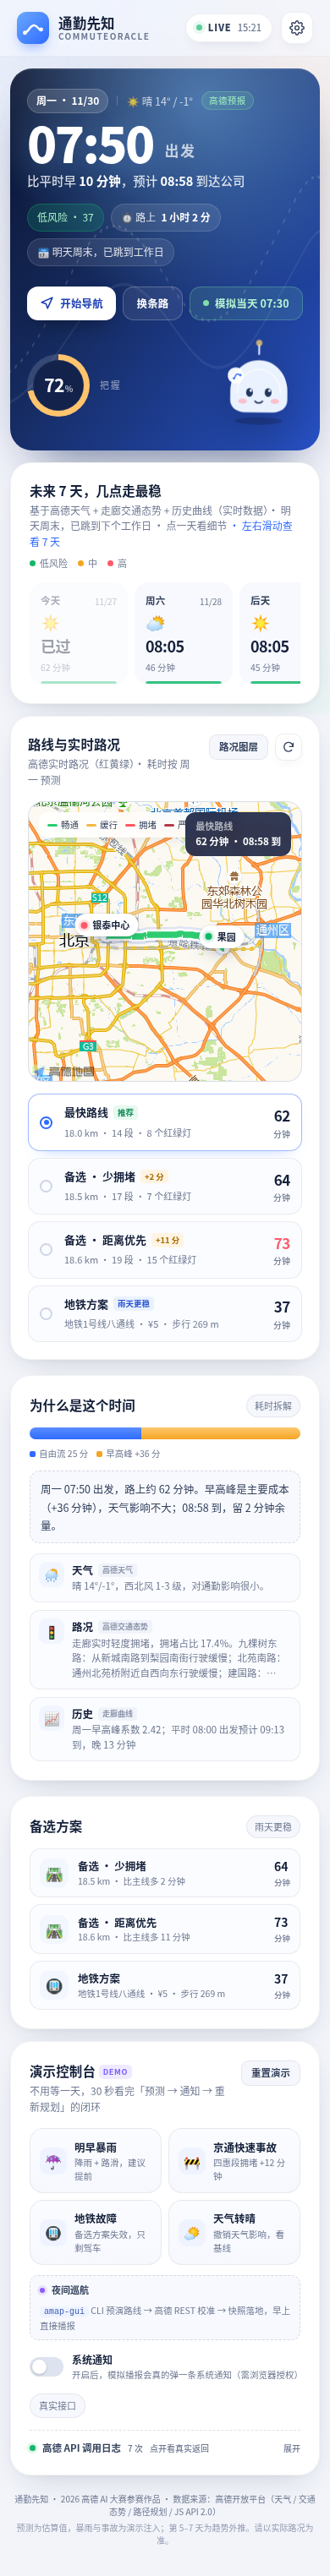 通勤先知
COMMUTEORACLE
LIVE 15:21
周一 · 11/30
晴 14° / -1°
高德预报
07:50 出发
比平时早 10 分钟，预计 08:58 到达公司
低风险 · 37
路上 1 小时 2 分
明天周末，已跳到工作日
开始导航
换条路
模拟当天 07:30
72%
把握
未来 7 天，几点走最稳
基于高德天气 + 走廊交通态势 + 历史曲线（实时数据） · 明
天周末，已跳到下个工作日 · 点一天看细节 · 左右滑动查
看 7 天
低风险 中 高
今天 11/27
已过
62 分钟
周六 11/28
08:05
46 分钟
后天
08:05
45 分钟
路线与实时路况
高德实时路况（红黄绿） · 耗时按 周
一 预测
路况图层
畅通 缓行 拥堵
最快路线
62 分钟 · 08:58 到
东郊森林公
园华北树木园
S12
银泰中心
果园
通州区
北京
G3
高德地图
最快路线 推荐
18.0 km · 14 段 · 8 个红绿灯
62
分钟
备选 · 少拥堵 +2 分
18.5 km · 17 段 · 7 个红绿灯
64
分钟
备选 · 距离优先 +11 分
18.6 km · 19 段 · 15 个红绿灯
73
分钟
地铁方案 雨天更稳
地铁1号线八通线 · ¥5 · 步行 269 m
37
分钟
为什么是这个时间
耗时拆解
自由流 25 分 早高峰 +36 分
周一 07:50 出发，路上约 62 分钟。早高峰是主要成本
（+36 分钟），天气影响不大；08:58 到，留 2 分钟余
量。
天气 高德天气
晴 14°/-1°，西北风 1-3 级，对通勤影响很小。
路况 高德交通态势
走廊实时轻度拥堵，拥堵占比 17.4%。九棵树东
路：从新城南路到梨园南街行驶缓慢；北苑南路：
通州北苑桥附近自西向东行驶缓慢；建国路：…
历史 走廊曲线
周一早高峰系数 2.42；平时 08:00 出发预计 09:13
到，晚 13 分钟
备选方案
雨天更稳
备选 · 少拥堵
18.5 km · 比主线多 2 分钟
64
分钟
备选 · 距离优先
18.6 km · 比主线多 11 分钟
73
分钟
地铁方案
地铁1号线八通线 · ¥5 · 步行 269 m
37
分钟
演示控制台 DEMO
不用等一天，30 秒看完「预测 → 通知 → 重
新规划」的闭环
重置演示
明早暴雨
降雨 + 路滑，建议
提前
京通快速事故
四惠段拥堵 +12 分
钟
地铁故障
备选方案失效，只
剩驾车
天气转晴
撤销天气影响，看
基线
夜间巡航
amap-gui CLI 预演路线 → 高德 REST 校准 → 快照落地，早上
直接播报
系统通知
开启后，模拟播报会真的弹一条系统通知（需浏览器授权）
真实接口
高德 API 调用日志 7 次 点开看真实返回
展开
通勤先知 · 2026 高德 AI 大赛参赛作品 · 数据来源：高德开放平台（天气 / 交通
态势 / 路径规划 / JS API 2.0）
预测为估算值，暴雨与事故为演示注入；第 5–7 天为趋势外推。请以实际路况为
准。